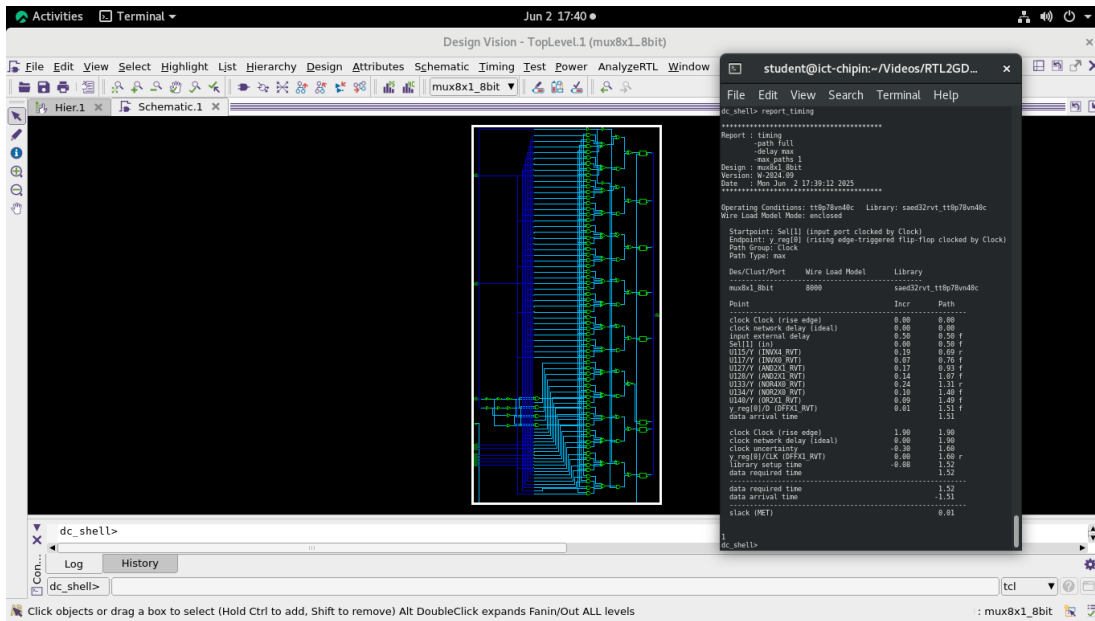 Activities Terminal Jun 2 17:40
Design Vision - TopLevel.1 (mux8x1_8bit)
File Edit View Select Highlight List Hierarchy Design Attributes Schematic Timing Test Power AnalyzeRTL Window
mux8x1_8bit
Hier.1 Schematic.1
student@ict-chipin:~/Videos/RTL2GD...
File Edit View Search Terminal Help
dc_shell> report_timing
****************************************
Report : timing
-path full
-delay max
-max_paths 1
Design : mux8x1_8bit
Version: W-2024.09
Date : Mon Jun 2 17:39:12 2025
****************************************
Operating Conditions: tt0p78vn40c Library: saed32rvt_tt0p78vn40c
Wire Load Model Mode: enclosed
Startpoint: Sel[1] (input port clocked by Clock)
Endpoint: y_reg[0] (rising edge-triggered flip-flop clocked by Clock)
Path Group: Clock
Path Type: max
Des/Clust/Port Wire Load Model Library
mux8x1_8bit 8000 saed32rvt_tt0p78vn40c
Point Incr Path
clock Clock (rise edge) 0.00 0.00
clock network delay (ideal) 0.00 0.00
input external delay 0.50 0.50 f
Sel[1] (in) 0.00 0.50 f
U115/Y (INVX4_RVT) 0.19 0.69 r
U117/Y (INVX0_RVT) 0.07 0.76 f
U127/Y (AND2X1_RVT) 0.17 0.93 f
U128/Y (AND2X1_RVT) 0.14 1.07 f
U133/Y (NOR4X0_RVT) 0.24 1.31 r
U134/Y (NOR2X0_RVT) 0.10 1.40 f
U140/Y (OR2X1_RVT) 0.09 1.49 f
y_reg[0]/D (DFFX1_RVT) 0.01 1.51 f
data arrival time 1.51
clock Clock (rise edge) 1.90 1.90
clock network delay (ideal) 0.00 1.90
clock uncertainty -0.30 1.60
y_reg[0]/CLK (DFFX1_RVT) 0.00 1.60 r
library setup time -0.08 1.52
data required time 1.52
data required time 1.52
data arrival time -1.51
slack (MET) 0.01
1
dc_shell>
dc_shell>
Con...
Log History
dc_shell> tcl
Click objects or drag a box to select (Hold Ctrl to add, Shift to remove) Alt DoubleClick expands Fanin/Out ALL levels : mux8x1_8bit